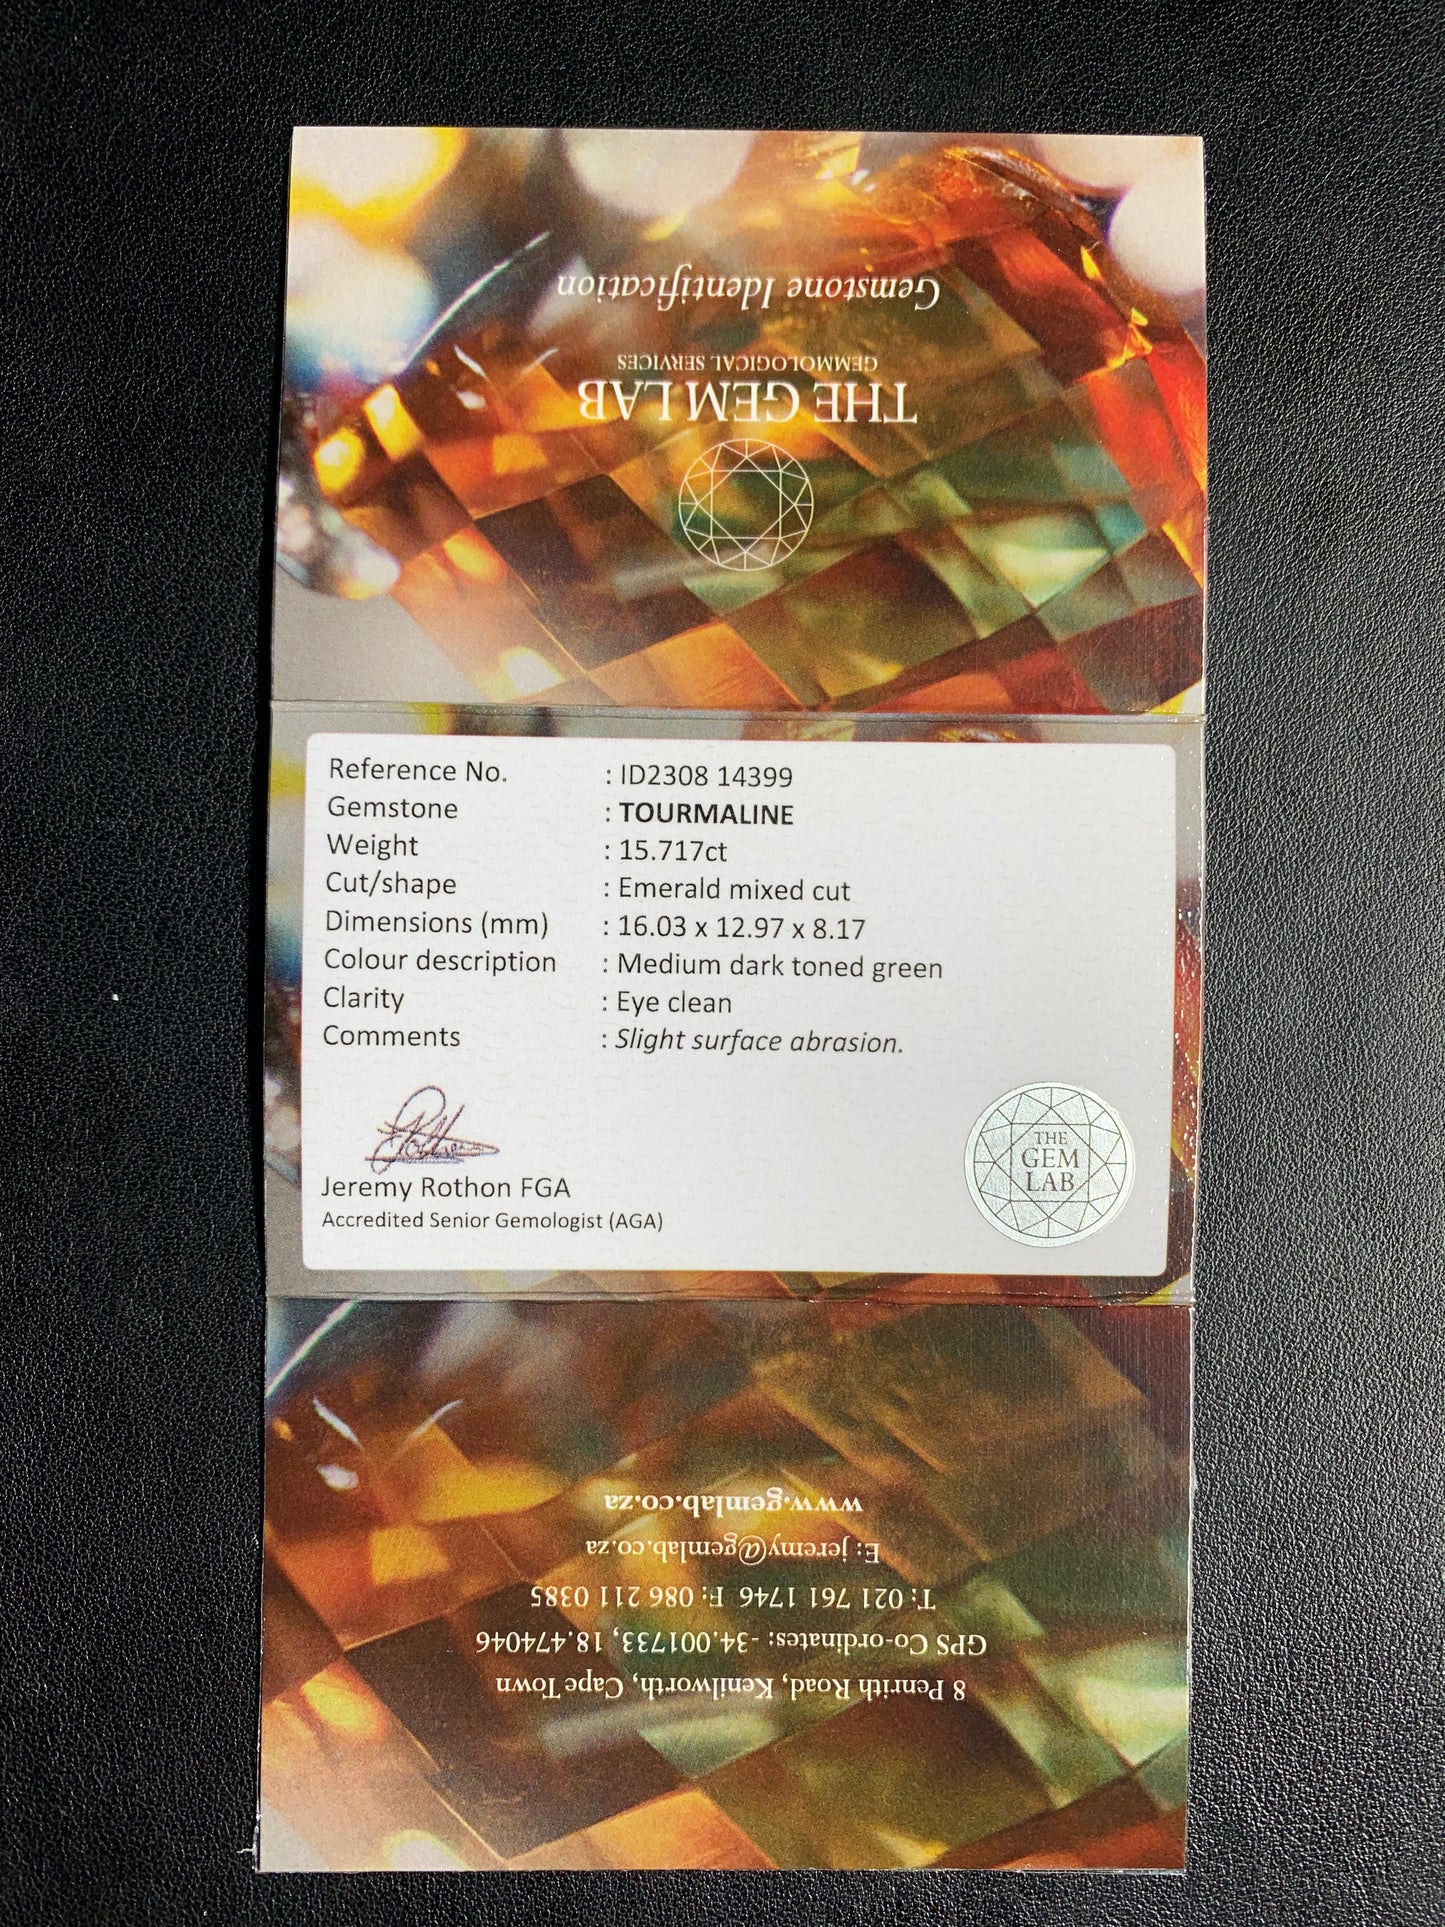 Gemstone Identification
GEMMOLOGICAL SERVICES
THE GEM LAB
Reference No. : ID2308 14399
Gemstone : TOURMALINE
Weight : 15.717ct
Cut/shape : Emerald mixed cut
Dimensions (mm) : 16.03 x 12.97 x 8.17
Colour description : Medium dark toned green
Clarity : Eye clean
Comments : Slight surface abrasion.
Jeremy Rothon FGA
Accredited Senior Gemologist (AGA)
THE
GEM
LAB
www.gemlab.co.za
E: jeremy@gemlab.co.za
T: 021 761 1746 F: 086 211 0385
GPS Co-ordinates: -34.001733, 18.474046
8 Penrith Road, Kenilworth, Cape Town